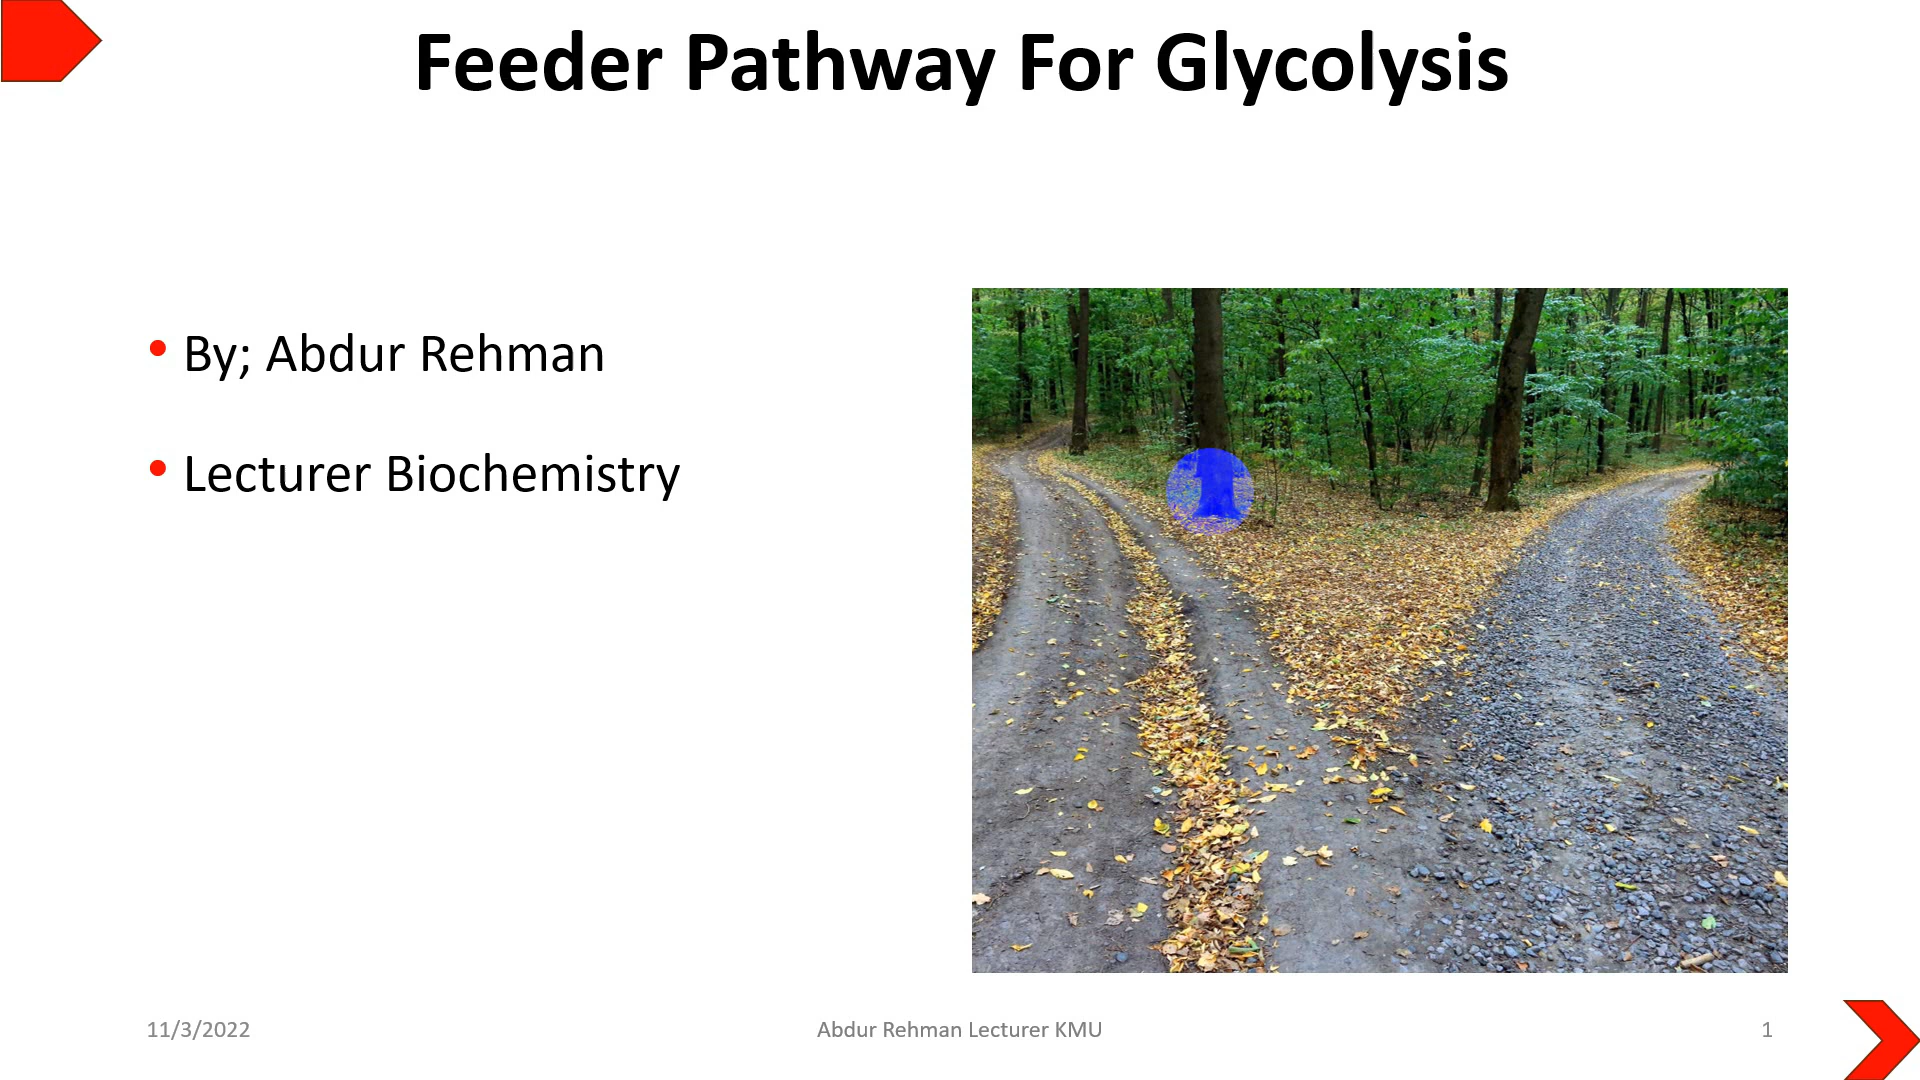 Feeder Pathway For Glycolysis
• By; Abdur Rehman
• Lecturer Biochemistry
11/3/2022
Abdur Rehman Lecturer KMU
1